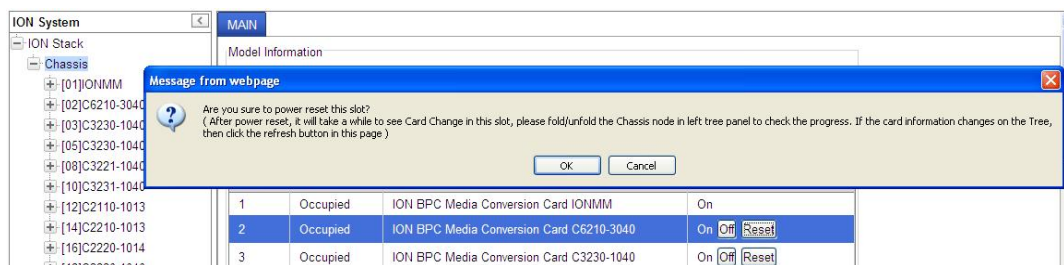 ION System
MAIN
ION Stack
Model Information
Chassis
[01]IONMM
Message from webpage
[02]C6210-3040
Are you sure to power reset this slot?
( After power reset, it will take a while to see Card Change in this slot, please fold/unfold the Chassis node in left tree panel to check the progress. If the card information changes on the Tree,
then click the refresh button in this page )
[03]C3230-1040
[05]C3230-1040
[08]C3221-1040
OK Cancel
[10]C3231-1040
[12]C2110-1013
1 Occupied ION BPC Media Conversion Card IONMM On
[14]C2210-1013
2 Occupied ION BPC Media Conversion Card C6210-3040 On Off Reset
[16]C2220-1014
3 Occupied ION BPC Media Conversion Card C3230-1040 On Off Reset